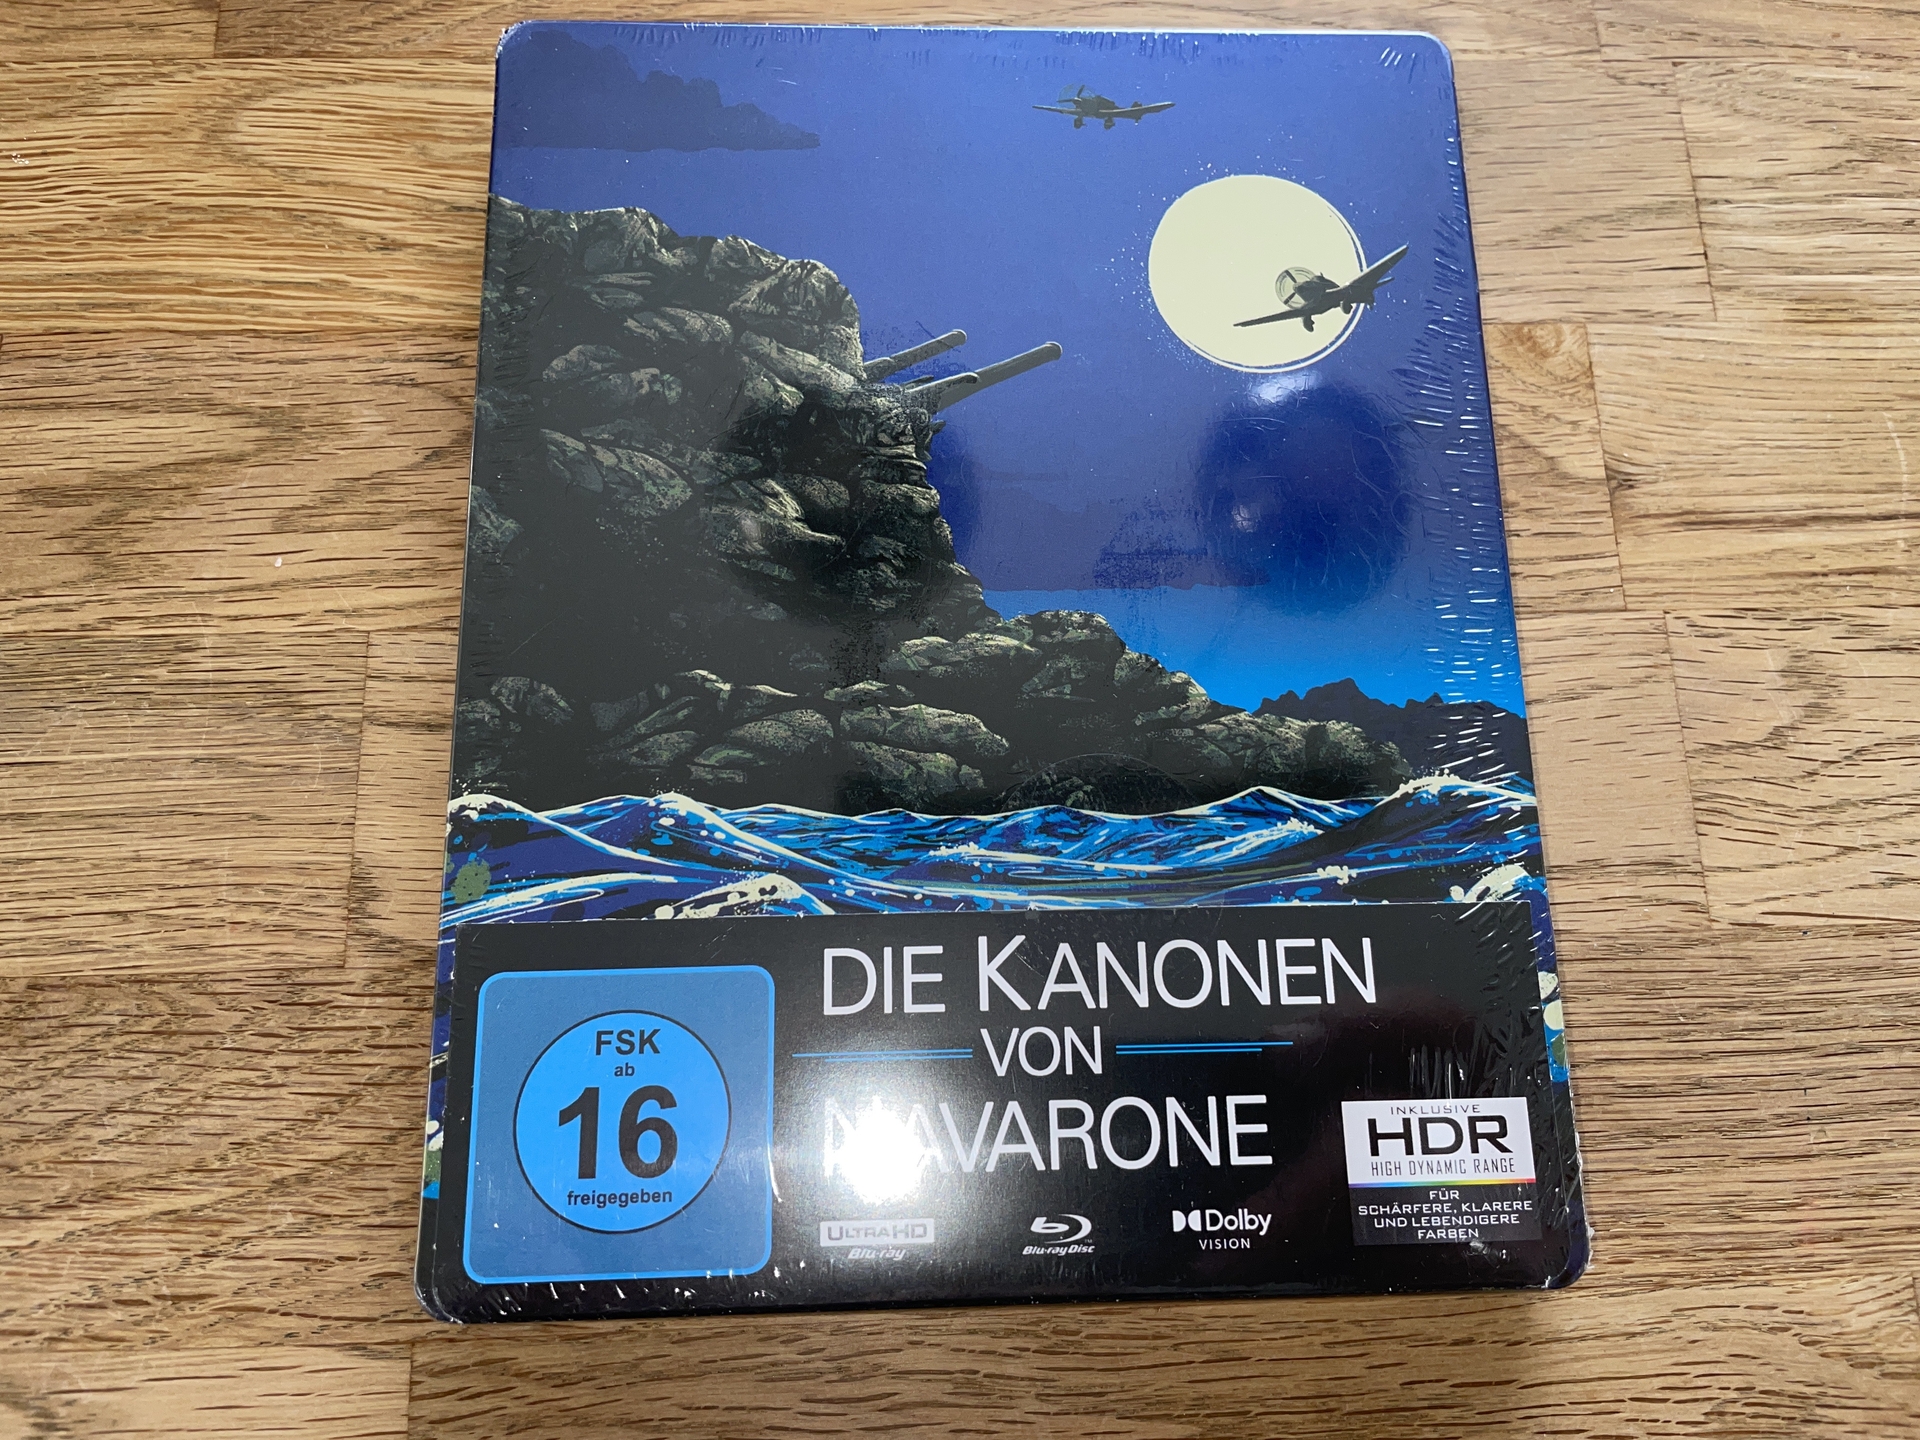 DIE KANONEN
VON
NAVARONE
FSK
ab
16
freigegeben
ULTRA HD
Blu-ray
Blu-ray Disc
TM
Dolby
VISION
INKLUSIVE
HDR
HIGH DYNAMIC RANGE
FÜR
SCHÄRFERE, KLARERE
UND LEBENDIGERE
FARBEN